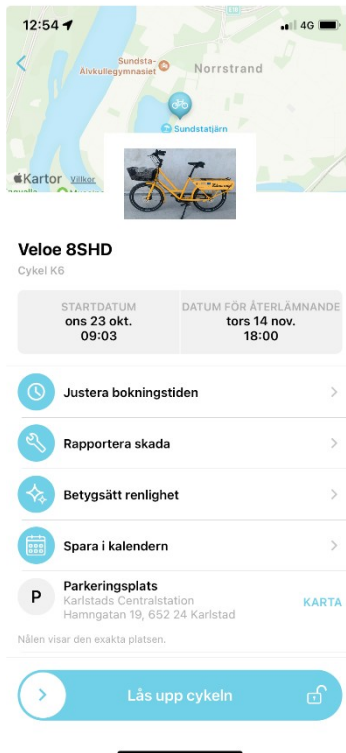 12:54
4G
Sundsta-
Älvkullegymnasiet
Norrstrand
Sundstatjärn
Kartor Villkor
Veloe 8SHD
Cykel K6
STARTDATUM
ons 23 okt.
09:03
DATUM FÖR ÅTERLÄMNANDE
tors 14 nov.
18:00
Justera bokningstiden
Rapportera skada
Betygsätt renlighet
Spara i kalendern
P
Parkeringsplats
Karlstads Centralstation
Hamngatan 19, 652 24 Karlstad
KARTA
Nålen visar den exakta platsen.
Lås upp cykeln